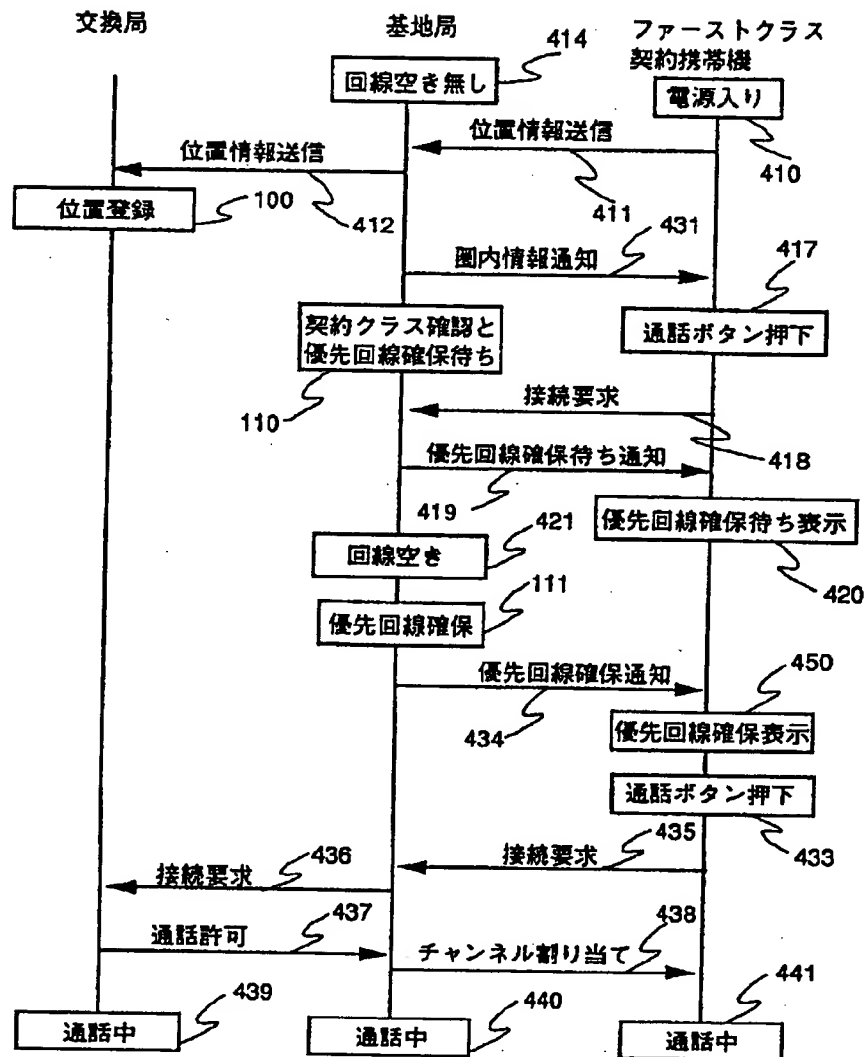 交換局
基地局
ファーストクラス
契約携帯機
414
回線空き無し
電源入り
位置情報送信
410
位置情報送信
411
位置登録
100
412
431
圏内情報通知
417
契約クラス確認と
優先回線確保待ち
通話ボタン押下
110
接続要求
418
優先回線確保待ち通知
419
優先回線確保待ち表示
421
回線空き
420
111
優先回線確保
優先回線確保通知
450
434
優先回線確保表示
通話ボタン押下
435
433
接続要求
436
接続要求
437
438
通話許可
チャンネル割り当て
439
440
441
通話中
通話中
通話中